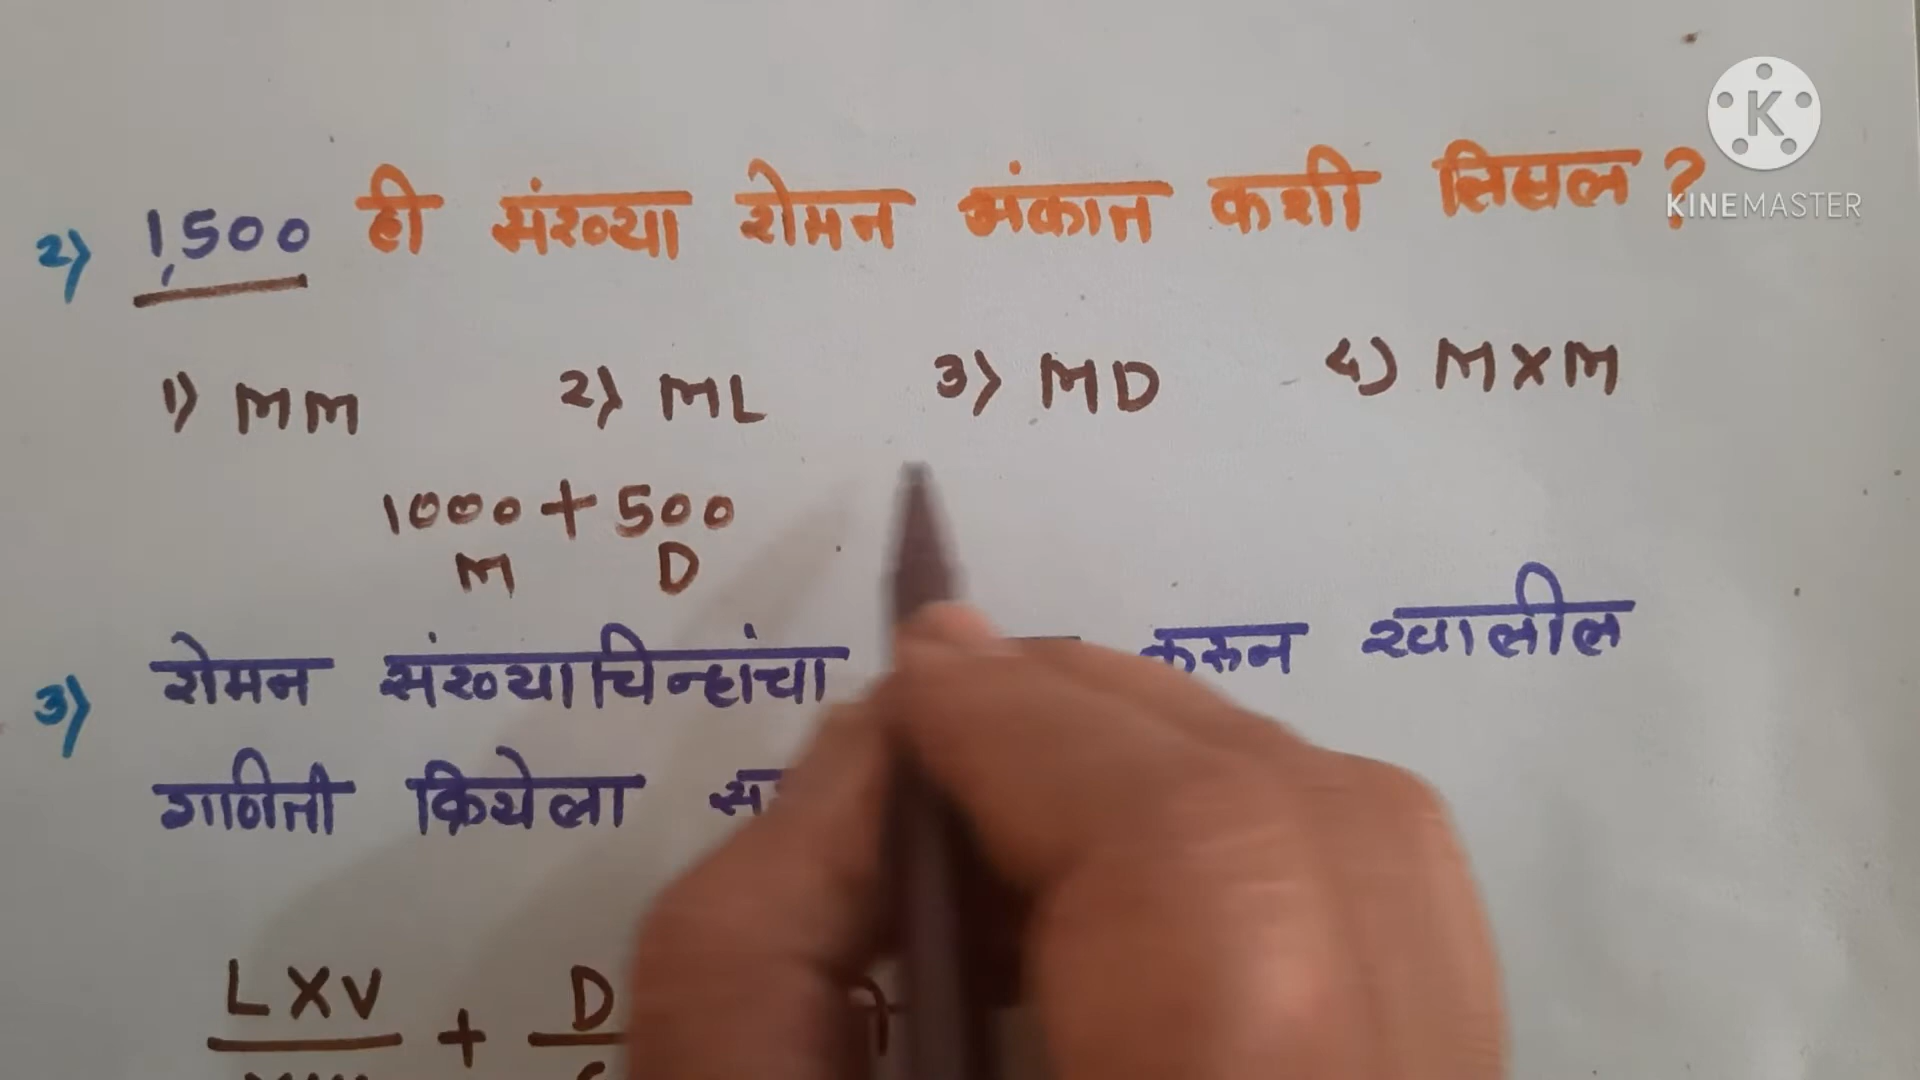 2) 1,500 ही संख्या रोमन अंकात कशी लिहाल ?
KINEMASTER
1) MM 2) ML 3) MD 4) MXM
1000 + 500
M D
3) रोमन संख्याचिन्हांचा करुन खालील
गणिती क्रियेला
LXV + D